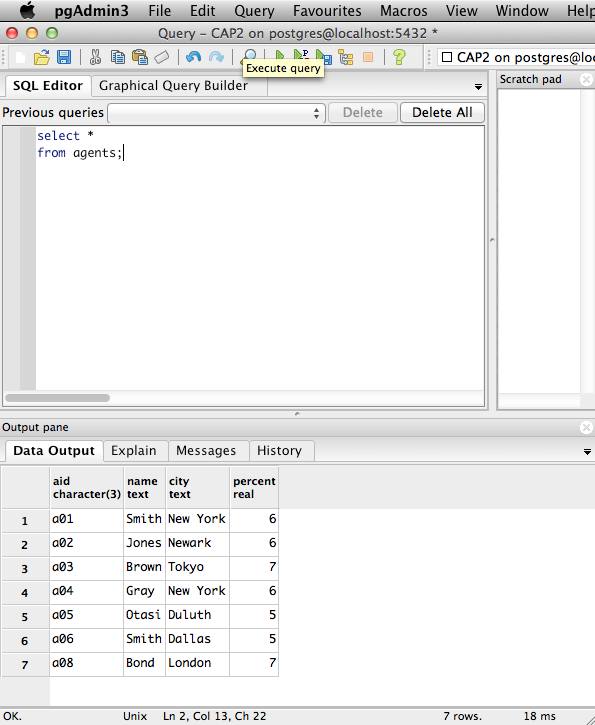 pgAdmin3 File Edit Query Favourites Macros View Window Help
Query - CAP2 on postgres@localhost:5432 *
CAP2 on postgres@loc
Execute query
SQL Editor Graphical Query Builder
Scratch pad
Previous queries Delete Delete All
select *
from agents;
Output pane
Data Output Explain Messages History
aid name city percent
character(3) text text real
1 a01 Smith New York 6
2 a02 Jones Newark 6
3 a03 Brown Tokyo 7
4 a04 Gray New York 6
5 a05 Otasi Duluth 5
6 a06 Smith Dallas 5
7 a08 Bond London 7
OK. Unix Ln 2, Col 13, Ch 22 7 rows. 18 ms